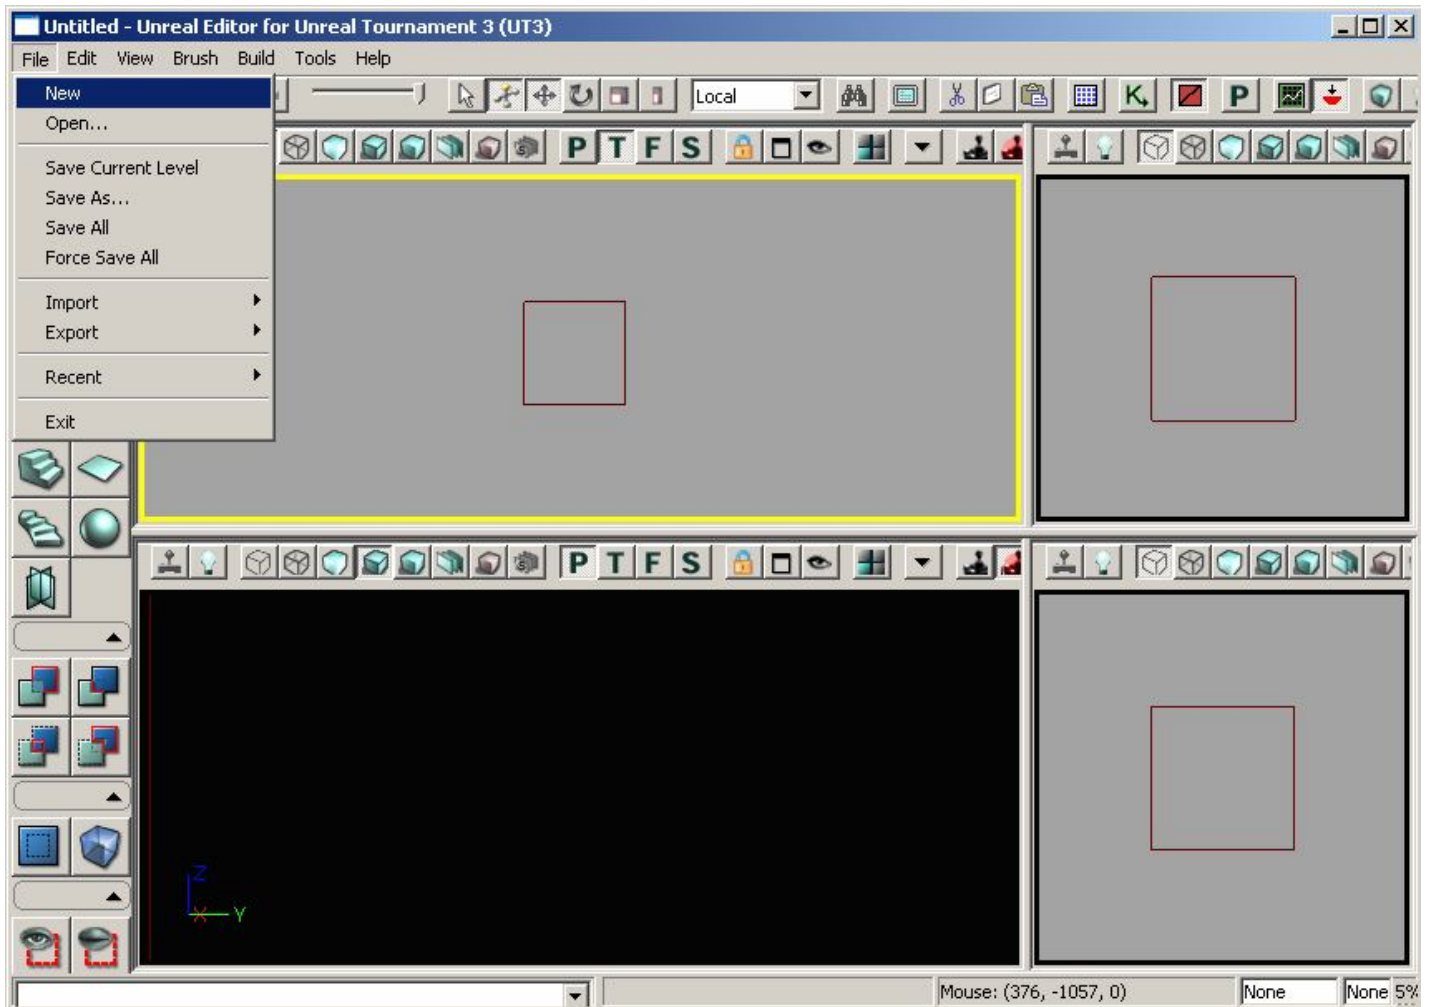 Untitled - Unreal Editor for Unreal Tournament 3 (UT3)
File Edit View Brush Build Tools Help
New
Local
K
P
Open...
P T F S
Save Current Level
Save As...
Save All
Force Save All
Import
Export
Recent
Exit
P T F S
Z
X Y
Mouse: (376, -1057, 0)
None
None
5%